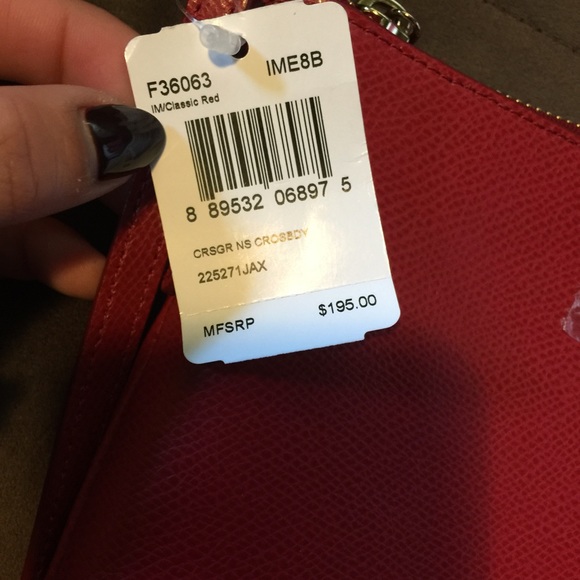 F36063 IME8B
IM/Classic Red
8 89532 06897 5
CRSGR NS CROSBDY
225271JAX
MFSRP $195.00